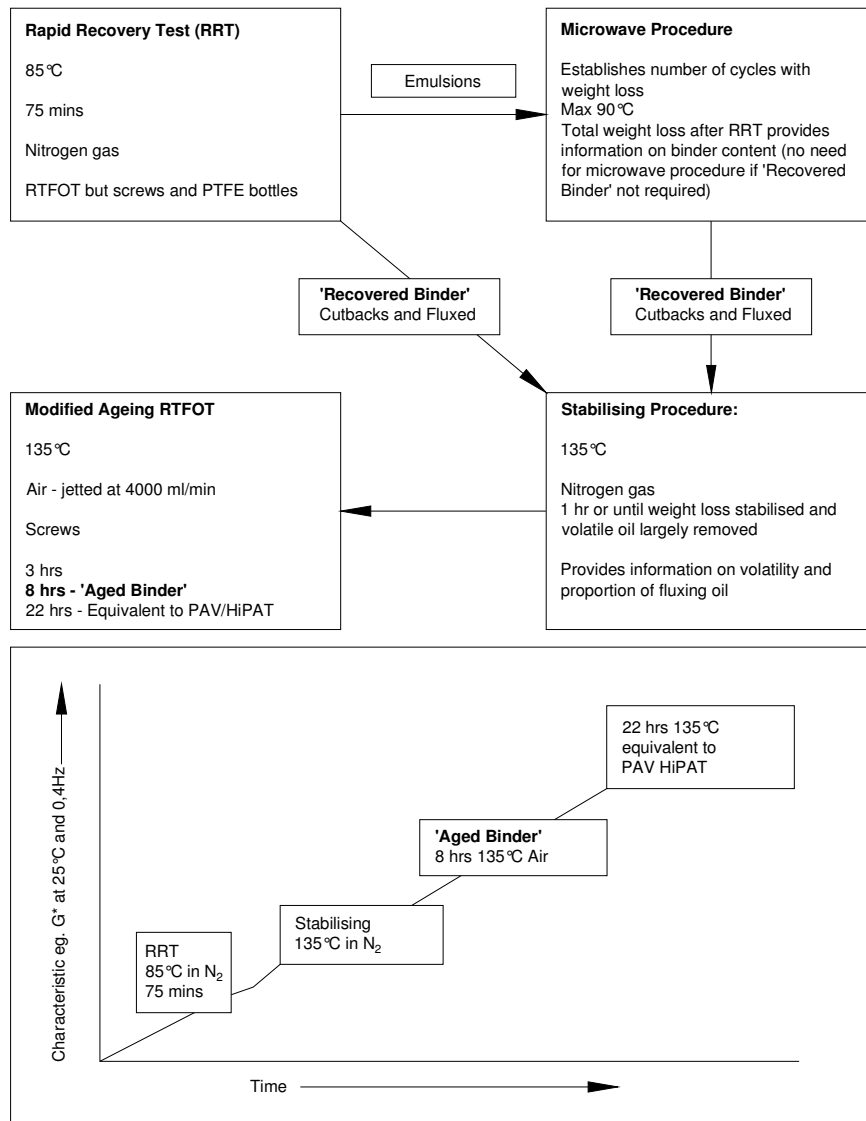 Rapid Recovery Test (RRT)
85°C
75 mins
Nitrogen gas
RTFOT but screws and PTFE bottles
Emulsions
Microwave Procedure
Establishes number of cycles with
weight loss
Max 90°C
Total weight loss after RRT provides
information on binder content (no need
for microwave procedure if 'Recovered
Binder' not required)
'Recovered Binder'
Cutbacks and Fluxed
'Recovered Binder'
Cutbacks and Fluxed
Modified Ageing RTFOT
135°C
Air - jetted at 4000 ml/min
Screws
3 hrs
8 hrs - 'Aged Binder'
22 hrs - Equivalent to PAV/HiPAT
Stabilising Procedure:
135°C
Nitrogen gas
1 hr or until weight loss stabilised and
volatile oil largely removed
Provides information on volatility and
proportion of fluxing oil
Characteristic eg. G* at 25°C and 0,4Hz
22 hrs 135°C
equivalent to
PAV HiPAT
'Aged Binder'
8 hrs 135°C Air
Stabilising
135°C in N₂
RRT
85°C in N₂
75 mins
Time